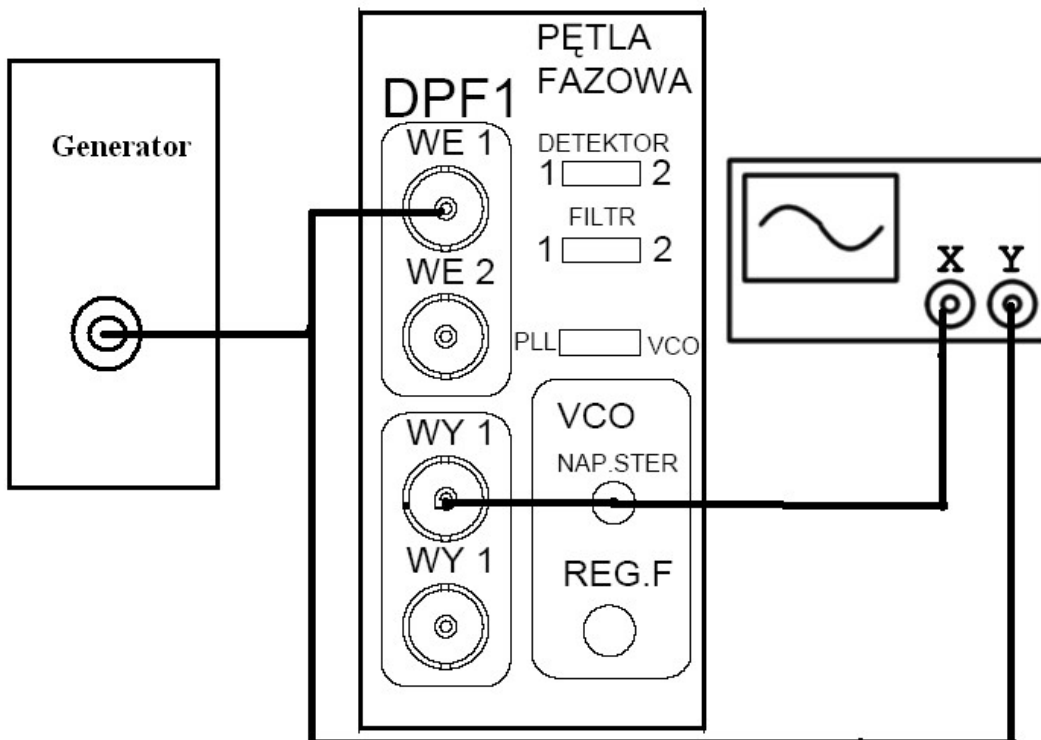 Generator
PĘTLA
FAZOWA
DPF1
WE 1
DETEKTOR
1 2
FILTR
1 2
WE 2
PLL VCO
WY 1
VCO
NAP.STER
WY 1
REG.F
X Y